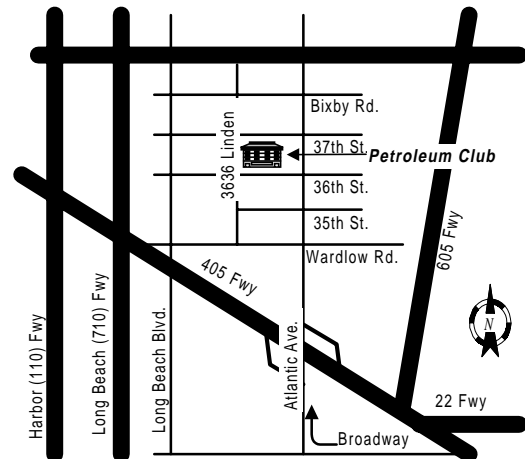 Bixby Rd.
37th St.
Petroleum Club
3636 Linden
36th St.
35th St.
Wardlow Rd.
405 Fwy
605 Fwy
N
Harbor (110) Fwy
Long Beach (710) Fwy
Long Beach Blvd.
Atlantic Ave.
22 Fwy
Broadway